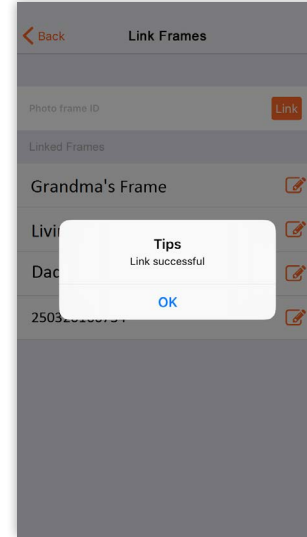 Back
Link Frames
Photo frame ID
Link
Linked Frames
Grandma's Frame
Tips
Link successful
OK